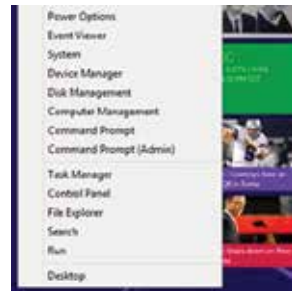 Power Options
Event Viewer
System
Device Manager
Disk Management
Computer Management
Command Prompt
Command Prompt (Admin)
Task Manager
Control Panel
File Explorer
Search
Run
Desktop